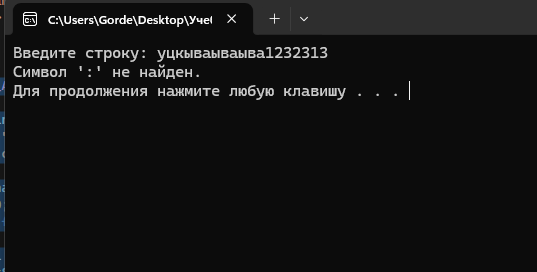 C:\Users\Gorde\Desktop\Уче
Введите строку: уцкываываыва1232313
Символ ':' не найден.
Для продолжения нажмите любую клавишу . . .